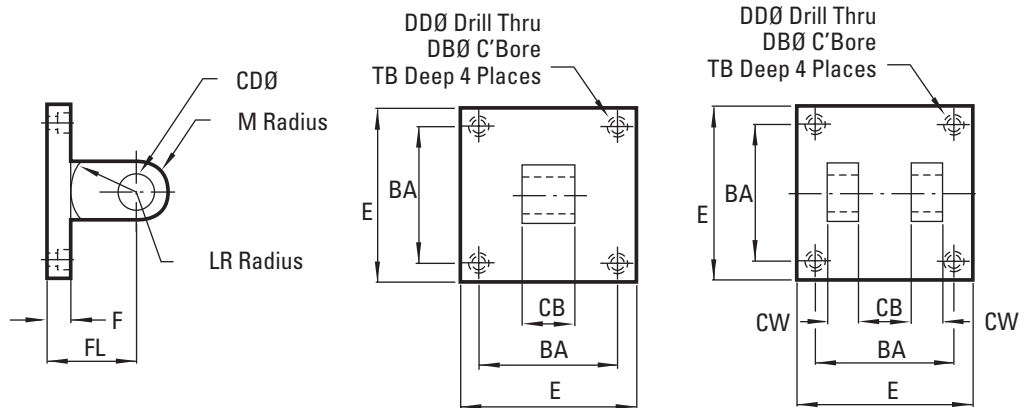 CDØ
M Radius
LR Radius
F
FL
DDØ Drill Thru
DBØ C'Bore
TB Deep 4 Places
BA
E
CB
BA
E
DDØ Drill Thru
DBØ C'Bore
TB Deep 4 Places
BA
E
CW
CB
CW
BA
E